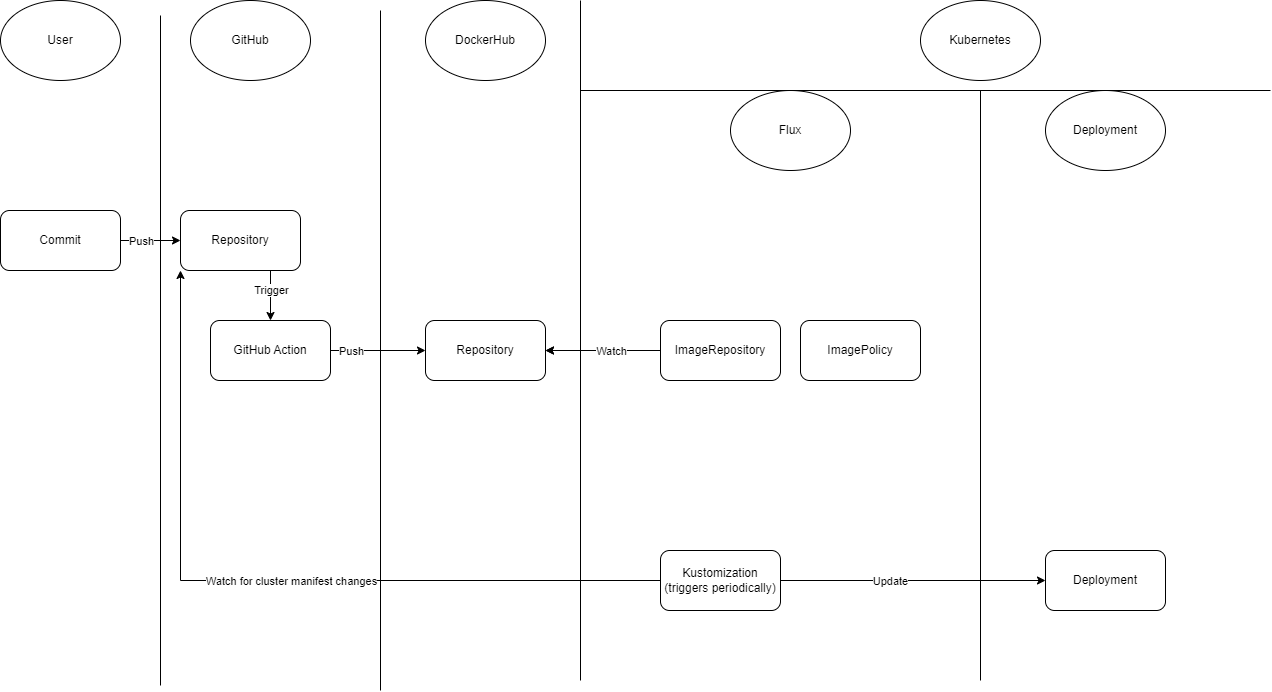 User
GitHub
DockerHub
Kubernetes
Flux
Deployment
Commit
Push
Repository
Trigger
GitHub Action
Push
Repository
Watch
ImageRepository
ImagePolicy
Watch for cluster manifest changes
Kustomization
(triggers periodically)
Update
Deployment